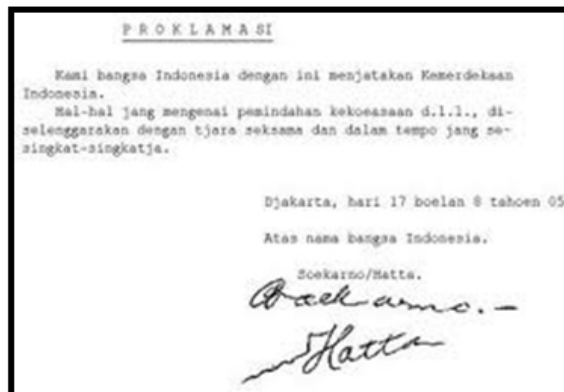 PROKLAMASI
Kami bangsa Indonesia dengan ini menjatakan Kemerdekaan
Indonesia.
Hal-hal jang mengenai pemindahan kekoeasaan d.l.l., di-
selenggarakan dengan tjara seksama dan dalam tempo jang se-
singkat-singkatja.
Djakarta, hari 17 boelan 8 tahoen 05
Atas nama bangsa Indonesia.
Soekarno/Hatta.
Soekarno.-
Hatta